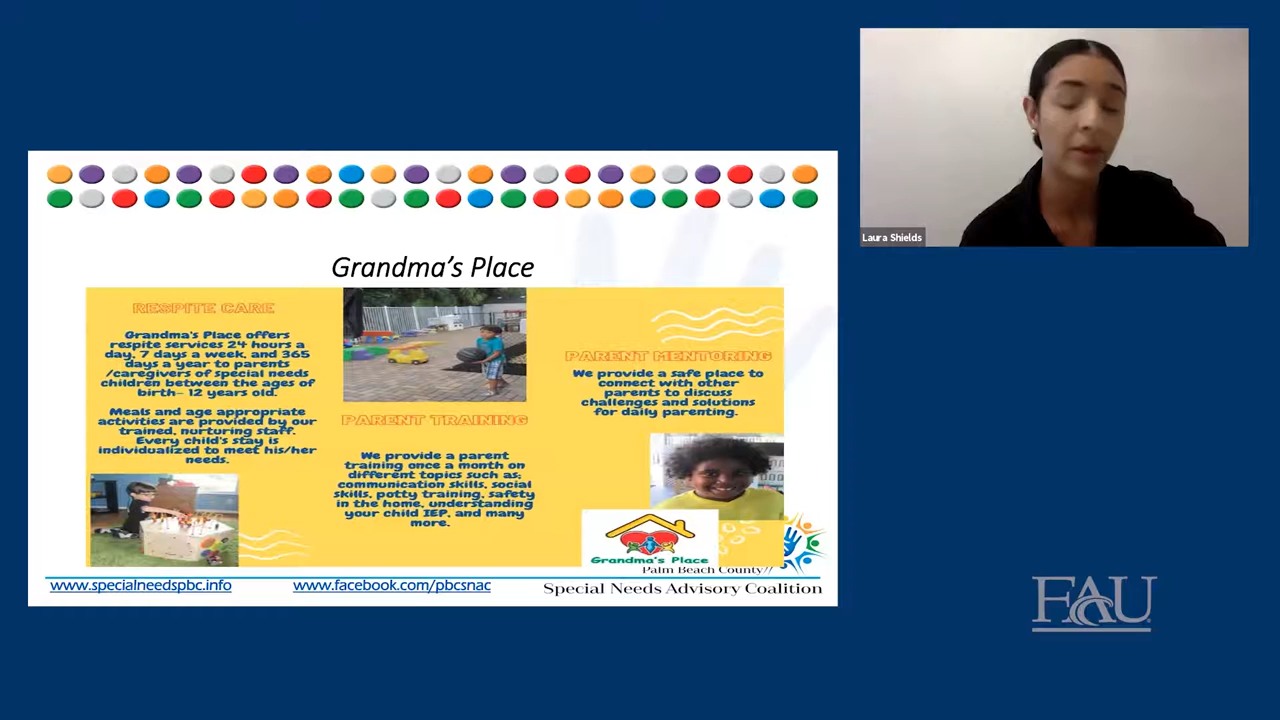 Laura Shields
Grandma's Place
RESPITE CARE
Grandma's Place offers
respite services 24 hours a
day, 7 days a week, and 365
days a year to parents
/caregivers of special needs
children between the ages of
birth- 12 years old.
Meals and age appropriate
activities are provided by our
trained, nurturing staff.
Every child's stay is
individualized to meet his/her
needs.
PARENT TRAINING
We provide a parent
training once a month on
different topics such as;
communication skills, social
skills, potty training, safety
in the home, understanding
your child IEP, and many
more.
PARENT MENTORING
We provide a safe place to
connect with other
parents to discuss
challenges and solutions
for daily parenting.
Grandma's Place
Palm Beach County
www.specialneedspbc.info
www.facebook.com/pbcsnac
Special Needs Advisory Coalition
FAU